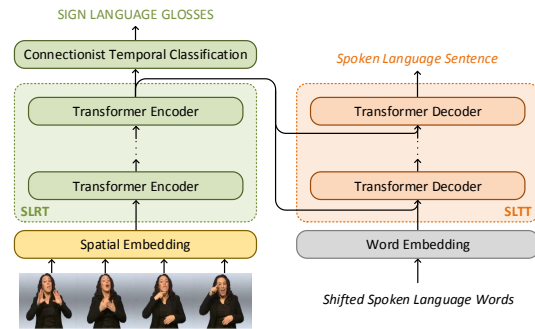 SIGN LANGUAGE GLOSSES
Connectionist Temporal Classification
Transformer Encoder
Transformer Encoder
SLRT
Spatial Embedding
Spoken Language Sentence
Transformer Decoder
Transformer Decoder
SLTT
Word Embedding
Shifted Spoken Language Words